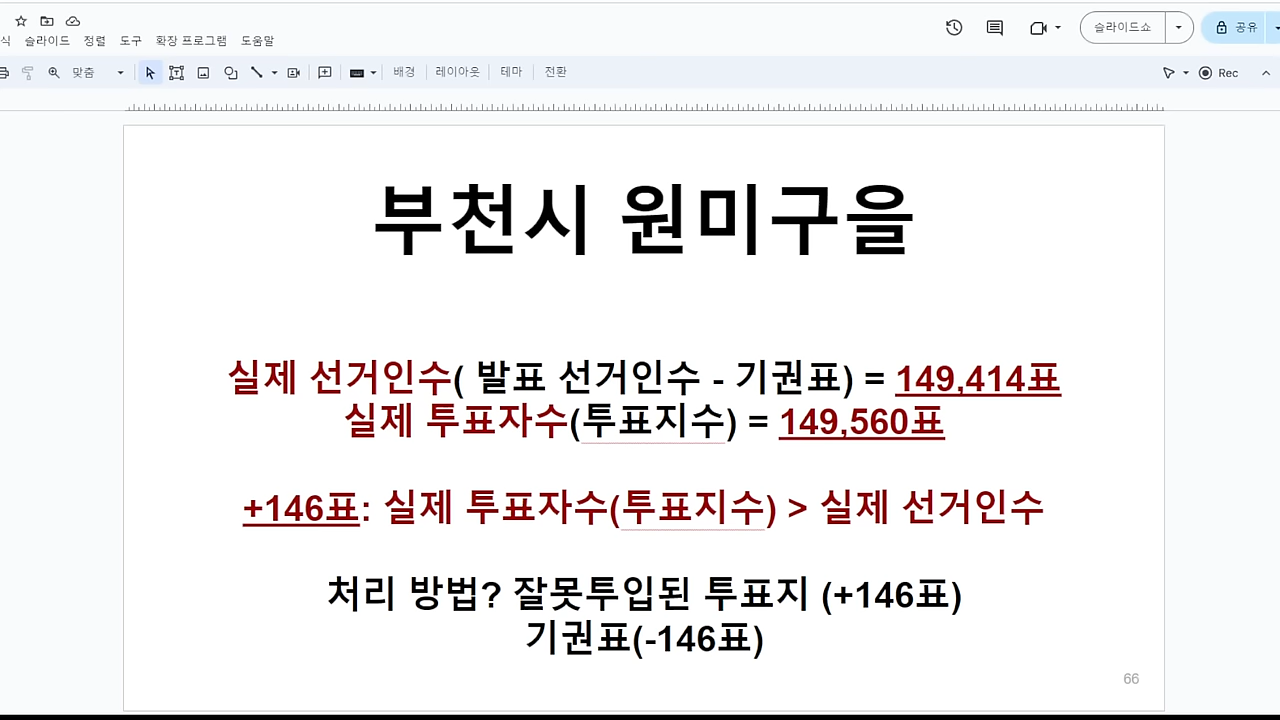 식 슬라이드 정렬 도구 확장 프로그램 도움말
슬라이드쇼
공유
맞춤
배경 레이아웃 테마 전환
Rec
부천시 원미구을
실제 선거인수( 발표 선거인수 - 기권표) = 149,414표
실제 투표자수(투표지수) = 149,560표
+146표: 실제 투표자수(투표지수) > 실제 선거인수
처리 방법? 잘못투입된 투표지 (+146표)
기권표(-146표)
66